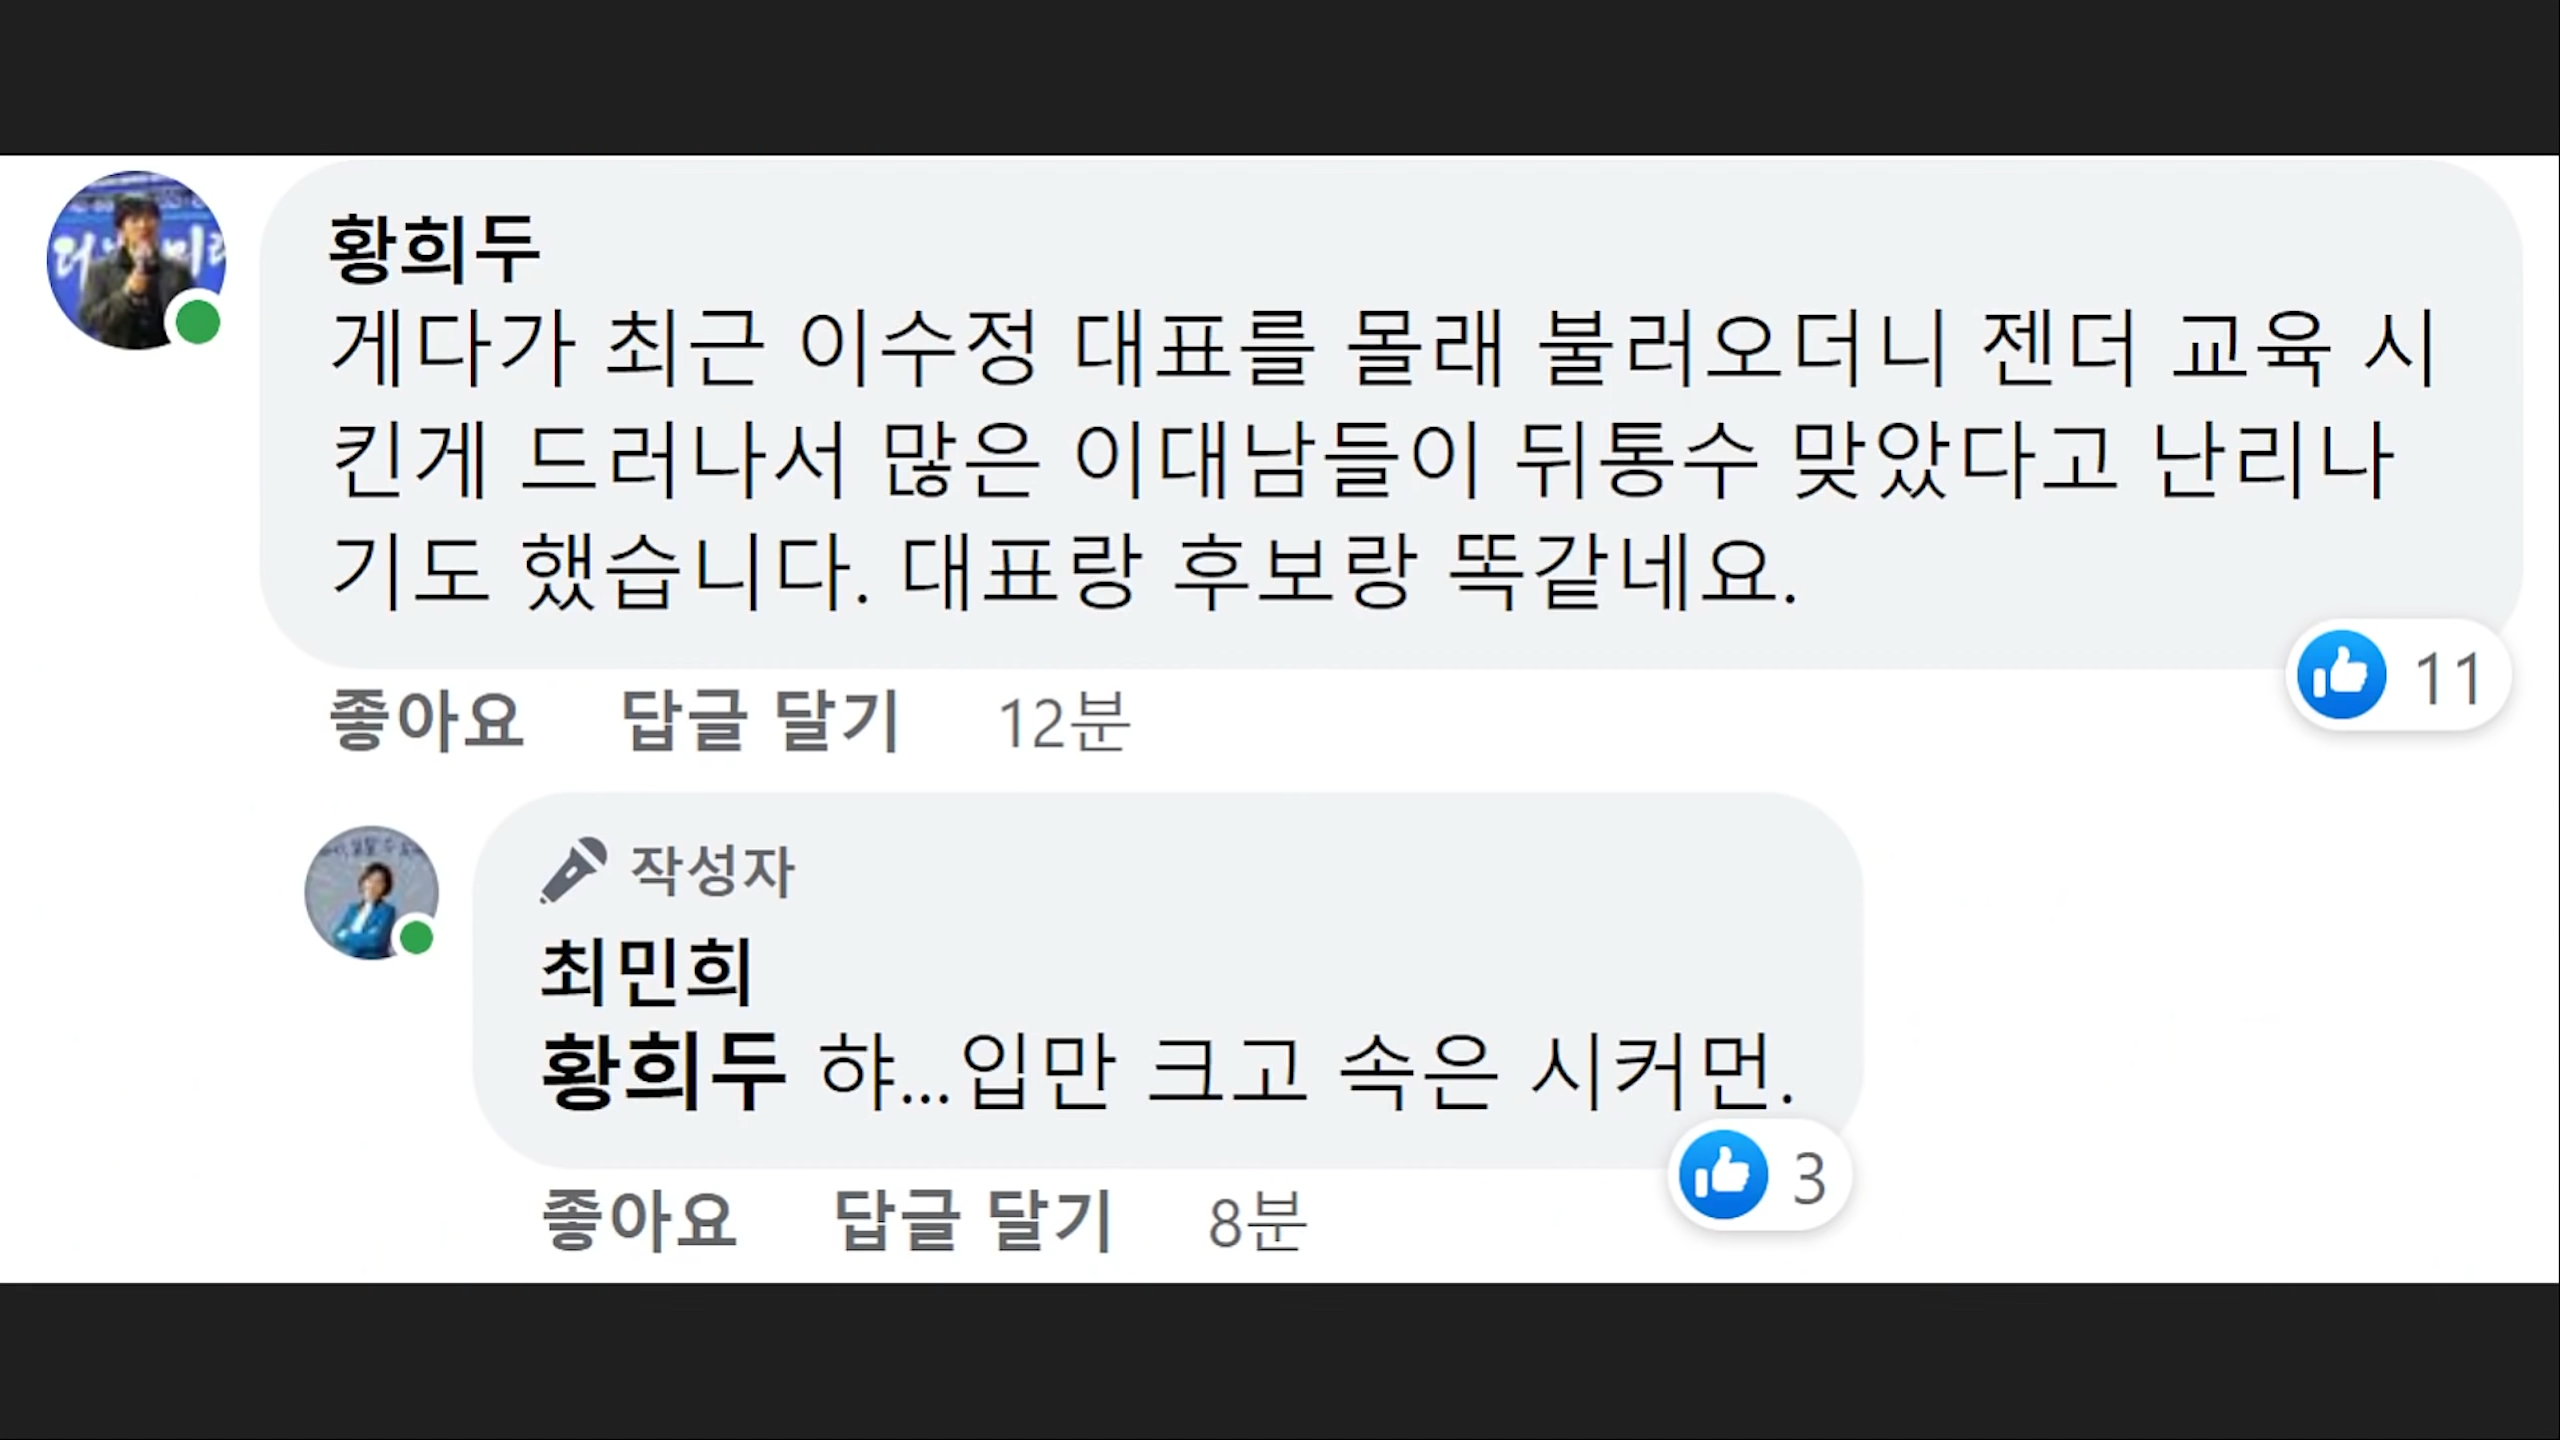 황희두
게다가 최근 이수정 대표를 몰래 불러오더니 젠더 교육 시
킨게 드러나서 많은 이대남들이 뒤통수 맞았다고 난리나
기도 했습니다. 대표랑 후보랑 똑같네요.
11
좋아요 답글 달기 12분
작성자
최민희
황희두 햐...입만 크고 속은 시커먼.
3
좋아요 답글 달기 8분